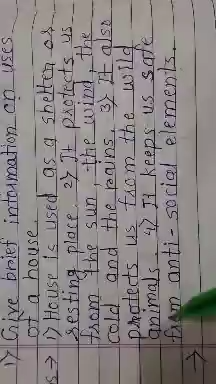 1) Give brief information on uses
of a house.
s → 1) House is used as a shelter or
resting place. 2) It protects us
from the sun, the wind, the
cold and the rains. 3) It also
protects us from the wild
animals. 4) It keeps us safe
from anti-social elements.
→